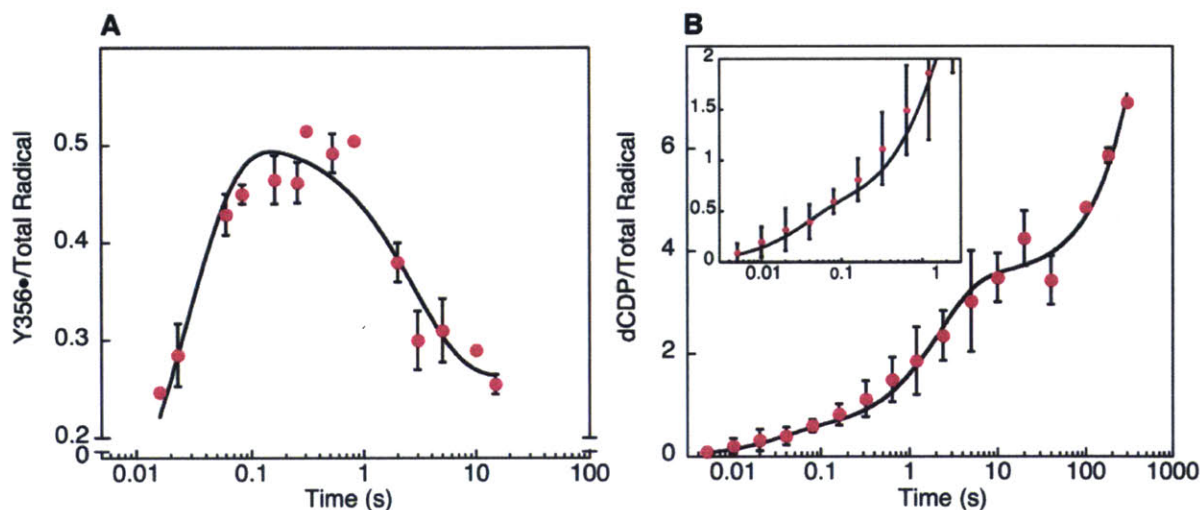 A
Y356●/Total Radical
0.5
0.4
0.3
0.2
0
0.01 0.1 1 10 100
Time (s)
B
dCDP/Total Radical
6
4
2
0
2
1.5
1
0.5
0
0.01 0.1 1
0.01 0.1 1 10 100 1000
Time (s)